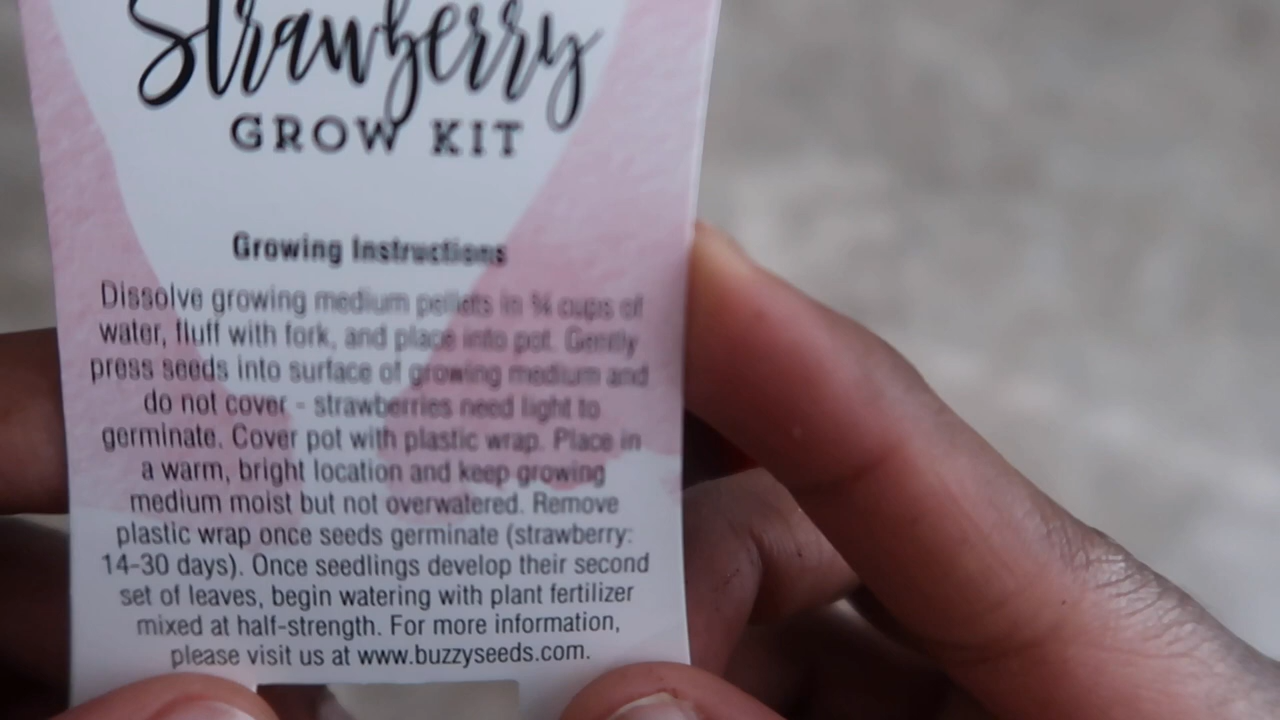 Strawberry
GROW KIT
Growing Instructions
Dissolve growing medium pellets in ¾ cups of
water, fluff with fork, and place into pot. Gently
press seeds into surface of growing medium and
do not cover - strawberries need light to
germinate. Cover pot with plastic wrap. Place in
a warm, bright location and keep growing
medium moist but not overwatered. Remove
plastic wrap once seeds germinate (strawberry:
14-30 days). Once seedlings develop their second
set of leaves, begin watering with plant fertilizer
mixed at half-strength. For more information,
please visit us at www.buzzyseeds.com.